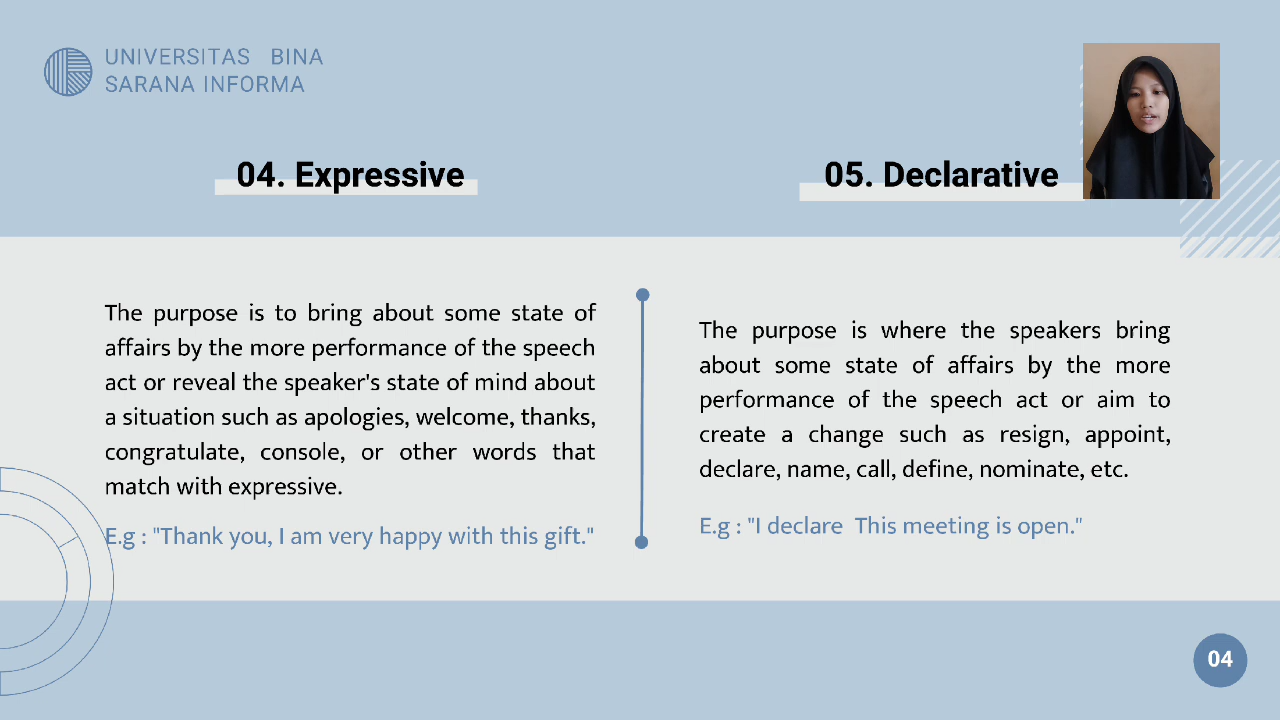 UNIVERSITAS BINA
SARANA INFORMA
04. Expressive
The purpose is to bring about some state of
affairs by the more performance of the speech
act or reveal the speaker's state of mind about
a situation such as apologies, welcome, thanks,
congratulate, console, or other words that
match with expressive.
E.g : "Thank you, I am very happy with this gift."
05. Declarative
The purpose is where the speakers bring
about some state of affairs by the more
performance of the speech act or aim to
create a change such as resign, appoint,
declare, name, call, define, nominate, etc.
E.g : "I declare This meeting is open."
04